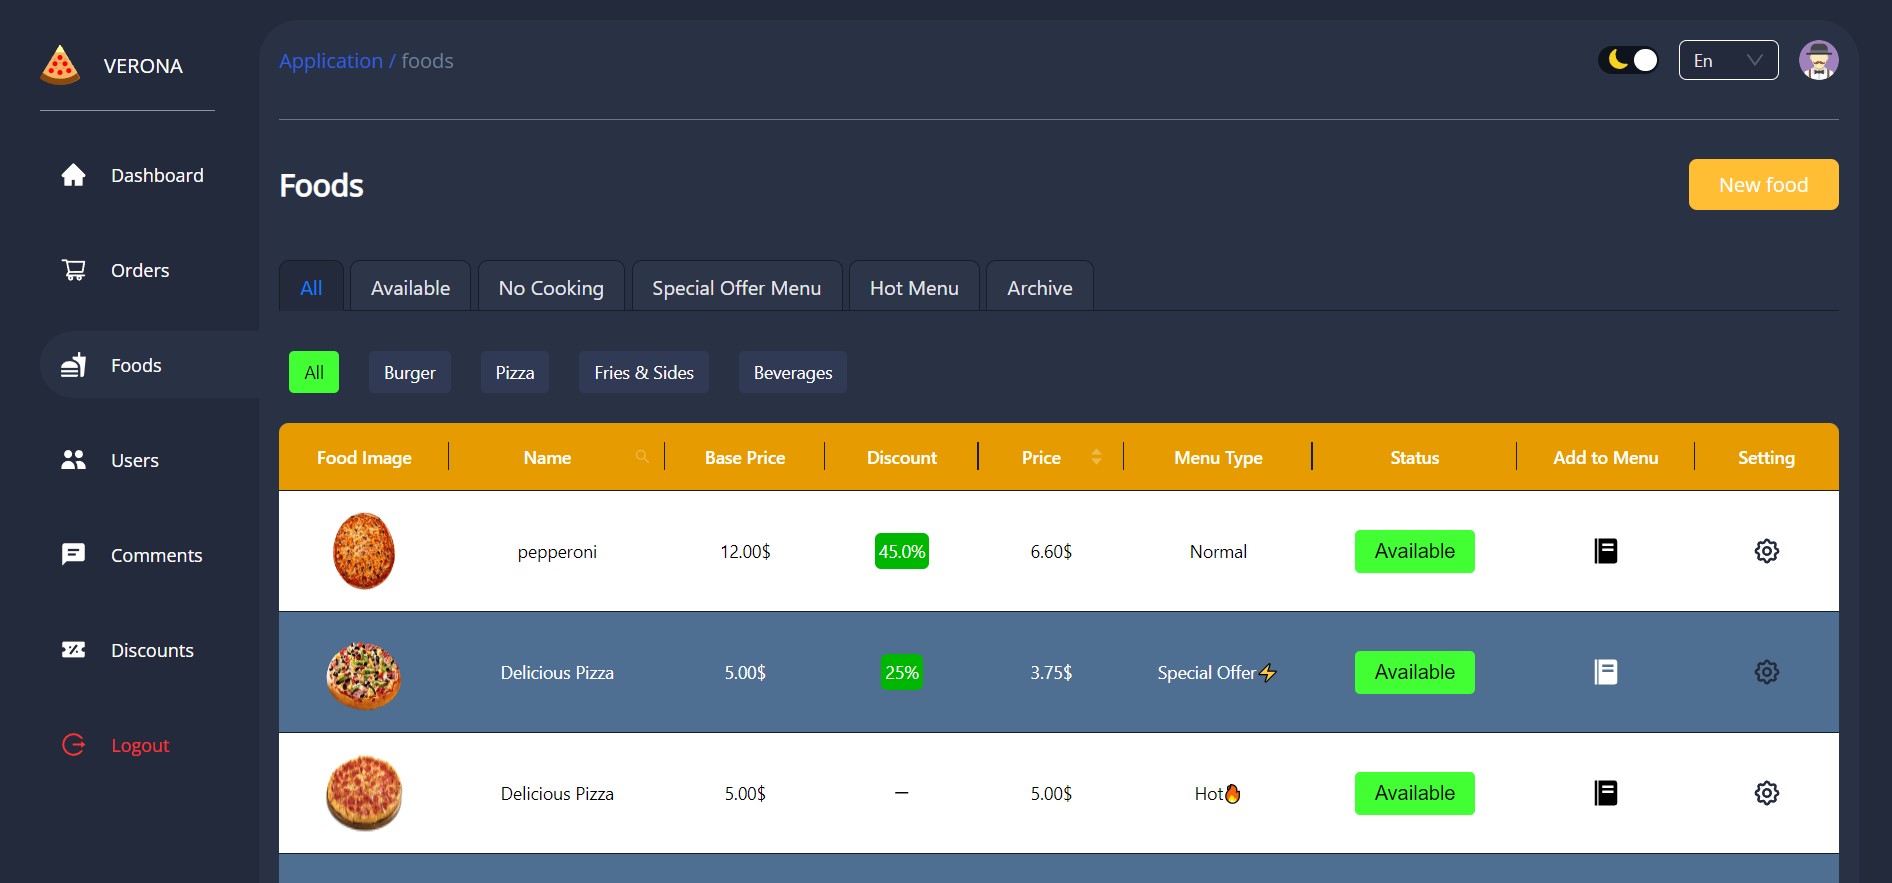 VERONA
Application / foods
En
Dashboard
Orders
Foods
Users
Comments
Discounts
Logout
Foods
New food
All
Available
No Cooking
Special Offer Menu
Hot Menu
Archive
All
Burger
Pizza
Fries & Sides
Beverages
Food Image
Name
Base Price
Discount
Price
Menu Type
Status
Add to Menu
Setting
pepperoni
12.00$
45.0%
6.60$
Normal
Available
Delicious Pizza
5.00$
25%
3.75$
Special Offer⚡
Available
Delicious Pizza
5.00$
—
5.00$
Hot🔥
Available